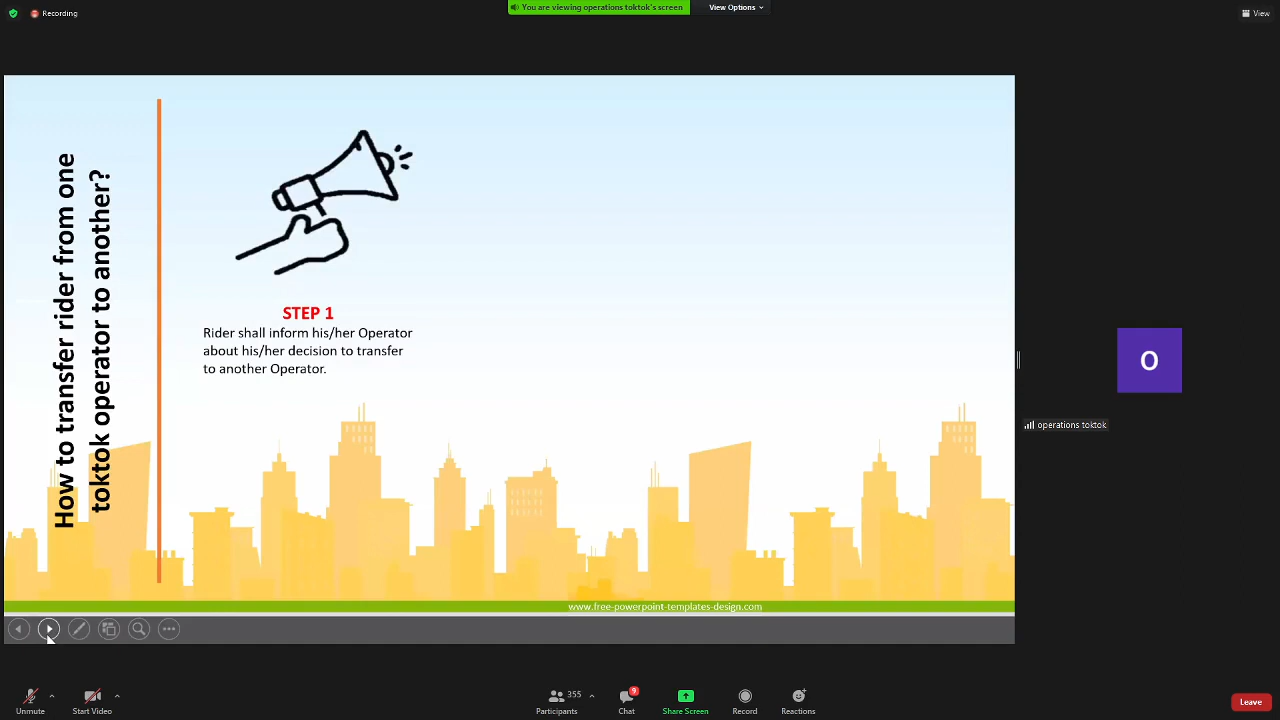 Recording
You are viewing operations toktok's screen
View Options
View
How to transfer rider from one
toktok operator to another?
STEP 1
Rider shall inform his/her Operator
about his/her decision to transfer
to another Operator.
www.free-powerpoint-templates-design.com
O
operations toktok
Unmute
Start Video
355
Participants
9
Chat
Share Screen
Record
Reactions
Leave